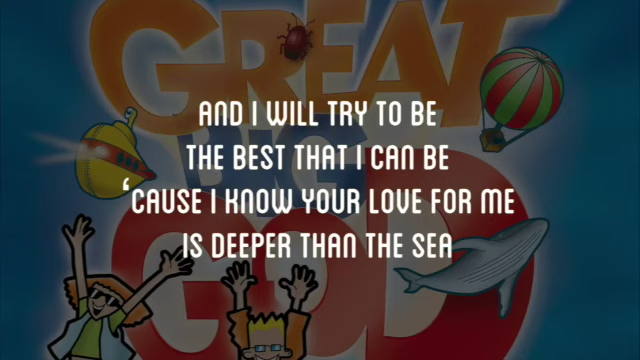 GREAT
BIG
GOD
AND I WILL TRY TO BE
THE BEST THAT I CAN BE
‘CAUSE I KNOW YOUR LOVE FOR ME
IS DEEPER THAN THE SEA